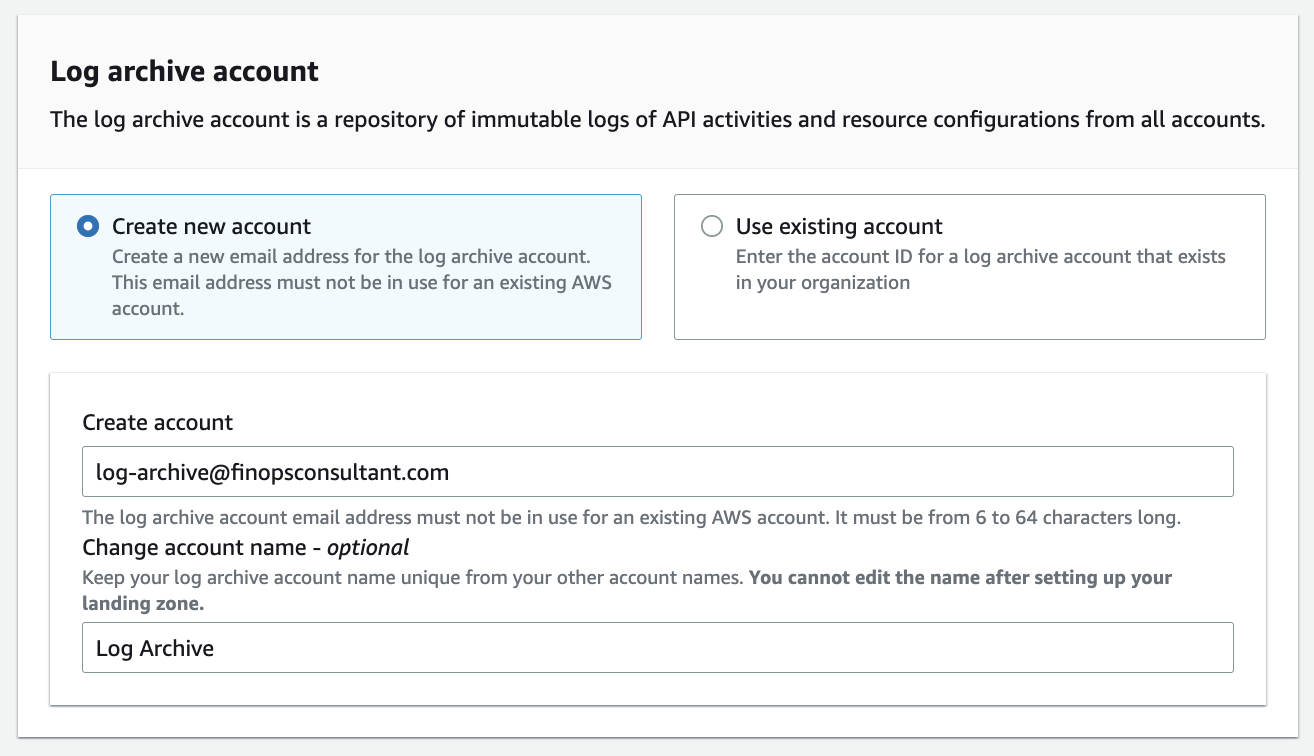 Log archive account
The log archive account is a repository of immutable logs of API activities and resource configurations from all accounts.
Create new account
Create a new email address for the log archive account.
This email address must not be in use for an existing AWS
account.
Use existing account
Enter the account ID for a log archive account that exists
in your organization
Create account
log-archive@finopsconsultant.com
The log archive account email address must not be in use for an existing AWS account. It must be from 6 to 64 characters long.
Change account name - optional
Keep your log archive account name unique from your other account names. You cannot edit the name after setting up your
landing zone.
Log Archive